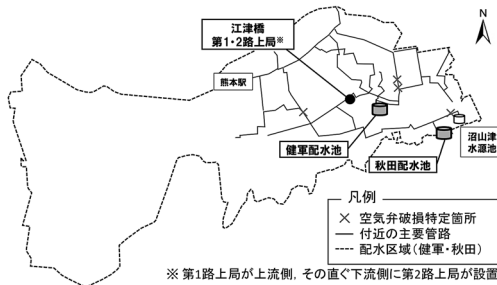 江津橋
第1・2路上局※
N
熊本駅
健軍配水池
沼山津
水源池
秋田配水池
凡例
× 空気弁破損特定箇所
付近の主要管路
配水区域(健軍・秋田)
※ 第1路上局が上流側，その直ぐ下流側に第2路上局が設置